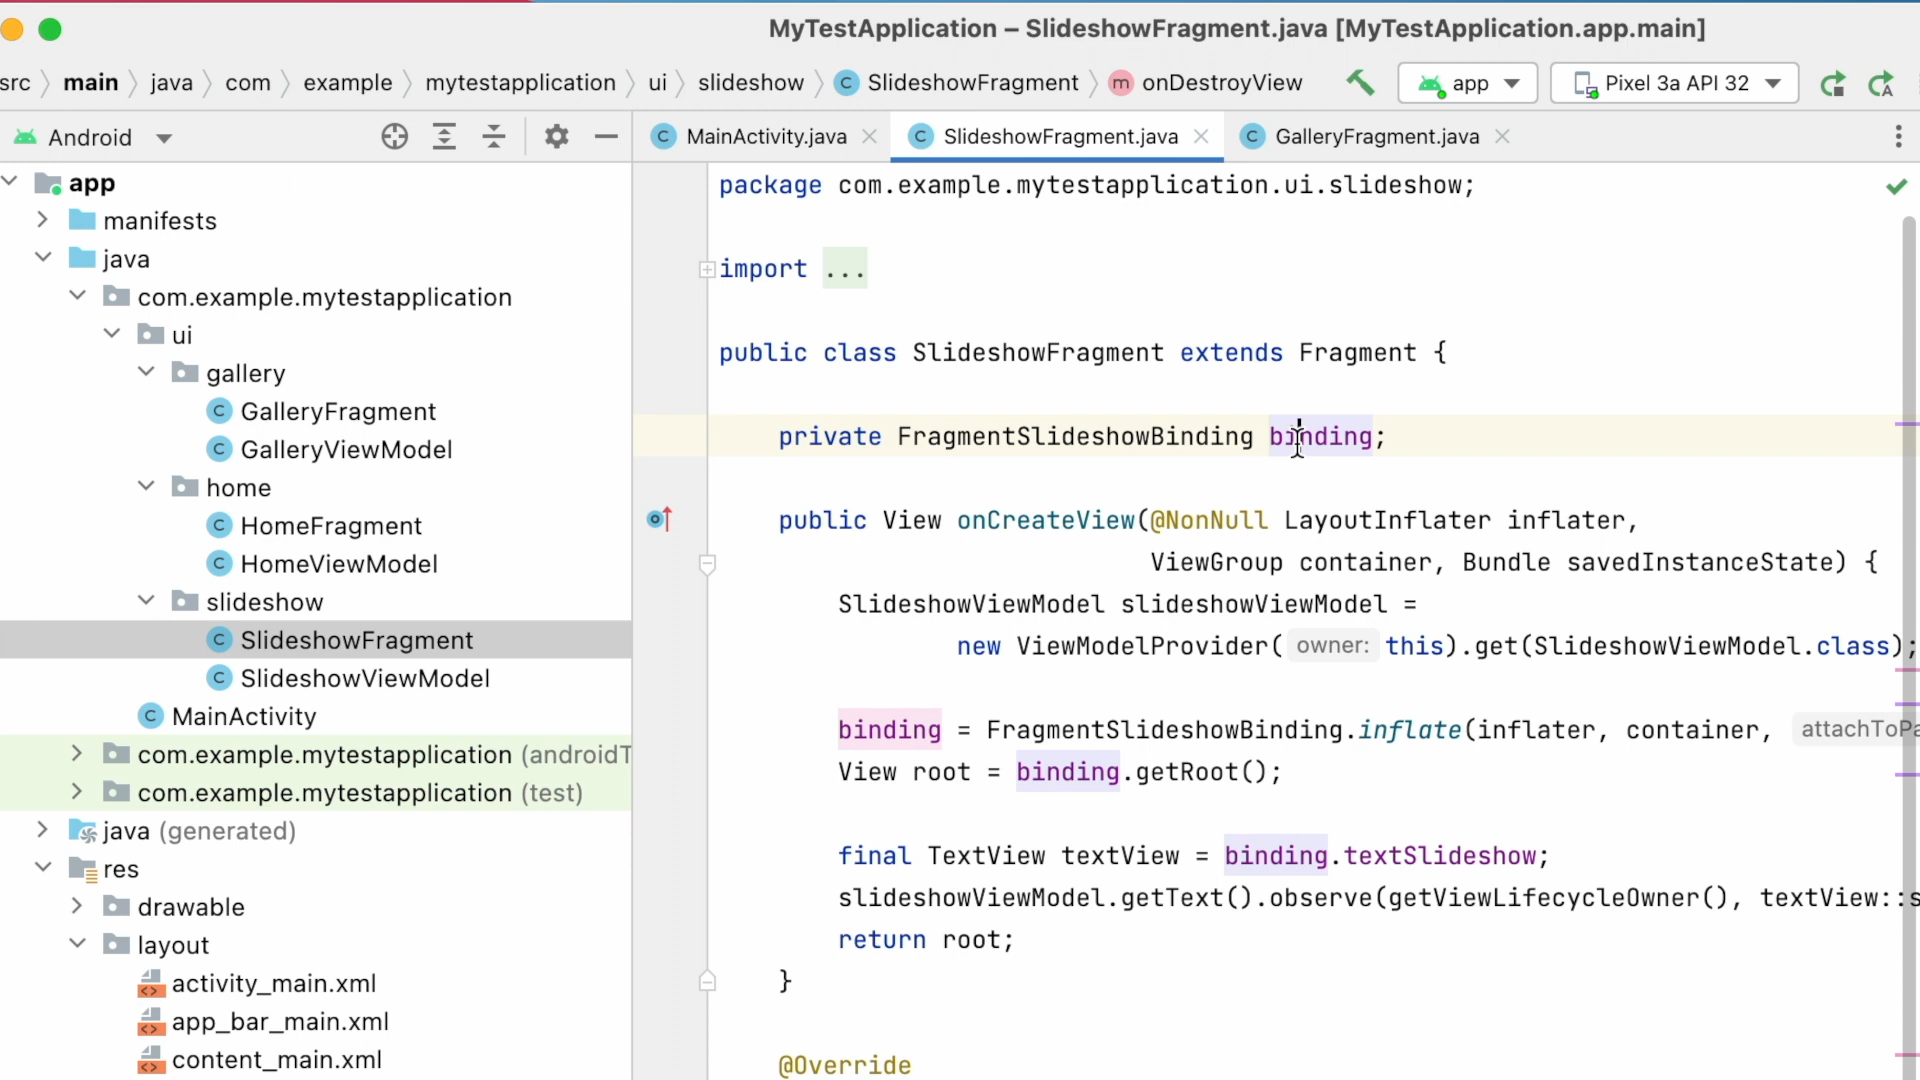 MyTestApplication – SlideshowFragment.java [MyTestApplication.app.main]
src main java com example mytestapplication ui slideshow C SlideshowFragment m onDestroyView app Pixel 3a API 32
Android
C MainActivity.java C SlideshowFragment.java C GalleryFragment.java
app
manifests
java
com.example.mytestapplication
ui
gallery
C GalleryFragment
C GalleryViewModel
home
C HomeFragment
C HomeViewModel
slideshow
C SlideshowFragment
C SlideshowViewModel
C MainActivity
com.example.mytestapplication (androidT
com.example.mytestapplication (test)
java (generated)
res
drawable
layout
activity_main.xml
app_bar_main.xml
content_main.xml
package com.example.mytestapplication.ui.slideshow;
import ...
public class SlideshowFragment extends Fragment {
private FragmentSlideshowBinding binding;
public View onCreateView(@NonNull LayoutInflater inflater,
ViewGroup container, Bundle savedInstanceState) {
SlideshowViewModel slideshowViewModel =
new ViewModelProvider( owner: this).get(SlideshowViewModel.class);
binding = FragmentSlideshowBinding.inflate(inflater, container, attachToPa
View root = binding.getRoot();
final TextView textView = binding.textSlideshow;
slideshowViewModel.getText().observe(getViewLifecycleOwner(), textView::s
return root;
}
@Override